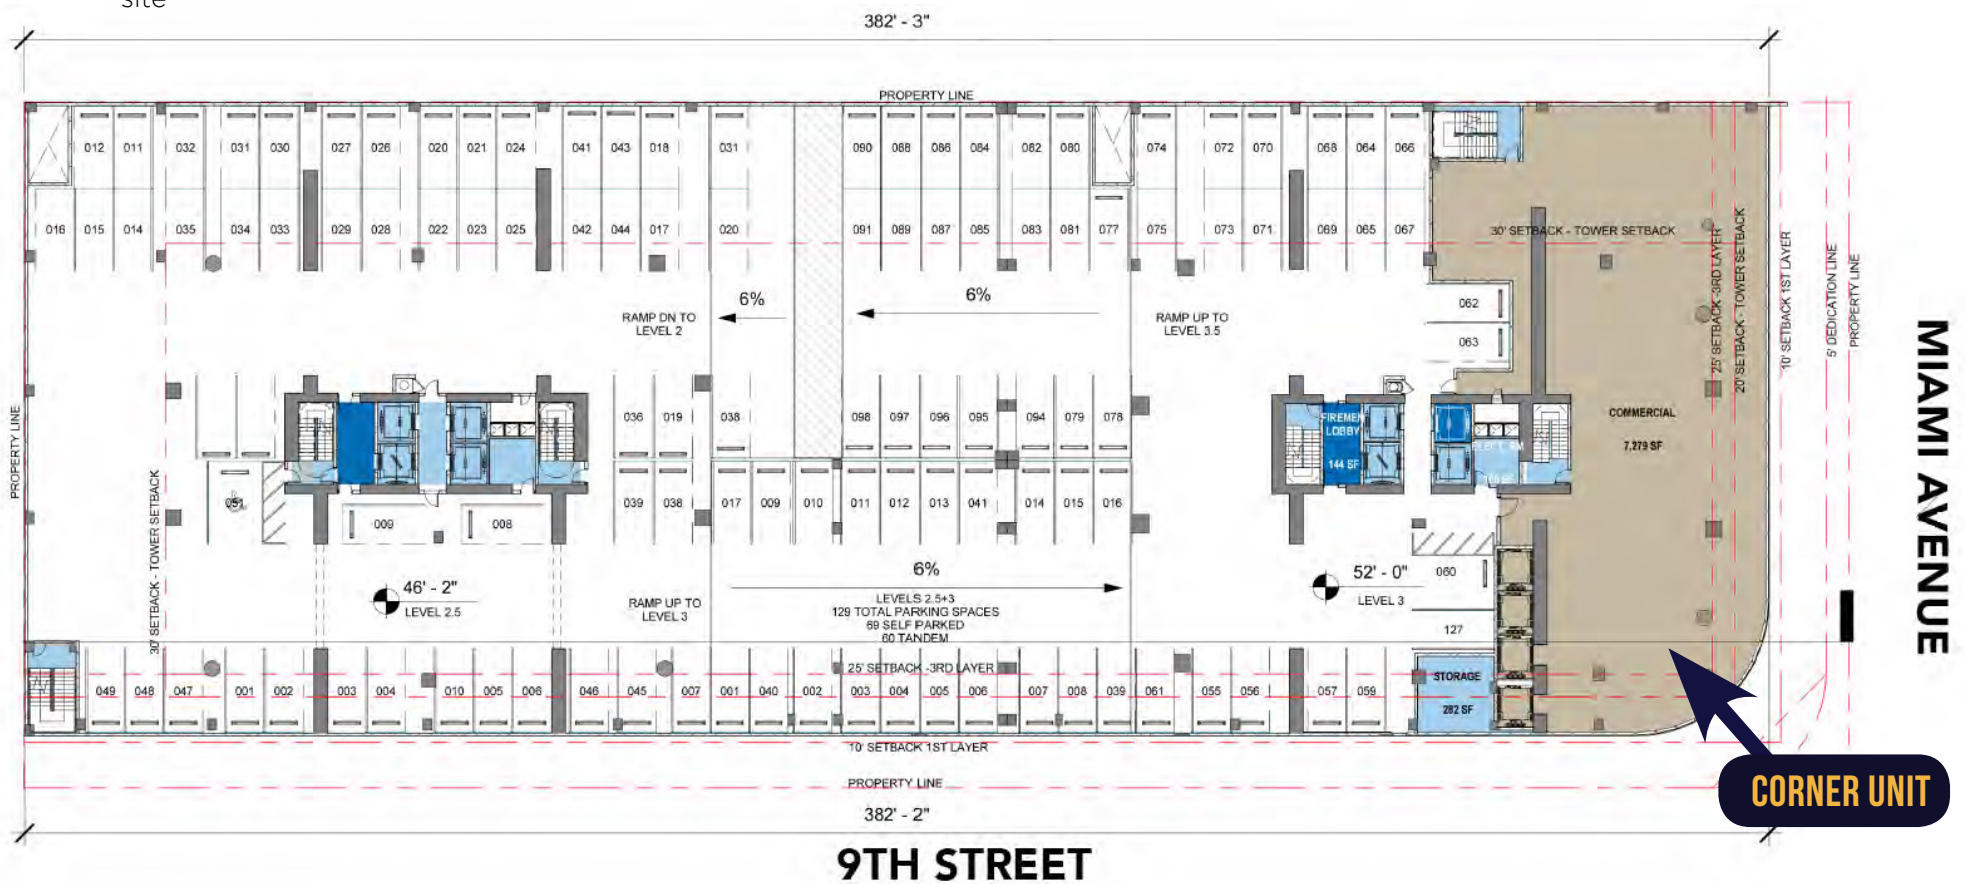 site
382' - 3"
PROPERTY LINE
012 011 032 031 030 027 026 020 021 024 041 043 018 031 090 088 086 084 082 080 074 072 070 068 064 066
016 015 014 035 034 033 029 028 022 023 025 042 044 017 020 091 089 087 085 083 081 077 075 073 071 069 065 067
30' SETBACK - TOWER SETBACK
25' SETBACK -3RD LAYER
20' SETBACK - TOWER SETBACK
10' SETBACK 1ST LAYER
5' DEDICATION LINE
PROPERTY LINE
RAMP DN TO
LEVEL 2
6%
6%
RAMP UP TO
LEVEL 3.5
062
063
036 019 038 098 097 096 095 094 079 078
FIREMEN
LOBBY
144 SF
COMMERCIAL
7,279 SF
MIAMI AVENUE
PROPERTY LINE
30' SETBACK - TOWER SETBACK
051 009 008 039 038 017 009 010 011 012 013 041 014 015 016
46' - 2"
LEVEL 2.5
RAMP UP TO
LEVEL 3
6%
LEVELS 2.5+3
129 TOTAL PARKING SPACES
69 SELF PARKED
60 TANDEM
52' - 0"
LEVEL 3
060
127
25' SETBACK -3RD LAYER
049 048 047 001 002 003 004 010 005 006 046 045 007 001 040 002 003 004 005 006 007 008 039 061 055 056 057 059
STORAGE
282 SF
10' SETBACK 1ST LAYER
PROPERTY LINE
CORNER UNIT
382' - 2"
9TH STREET